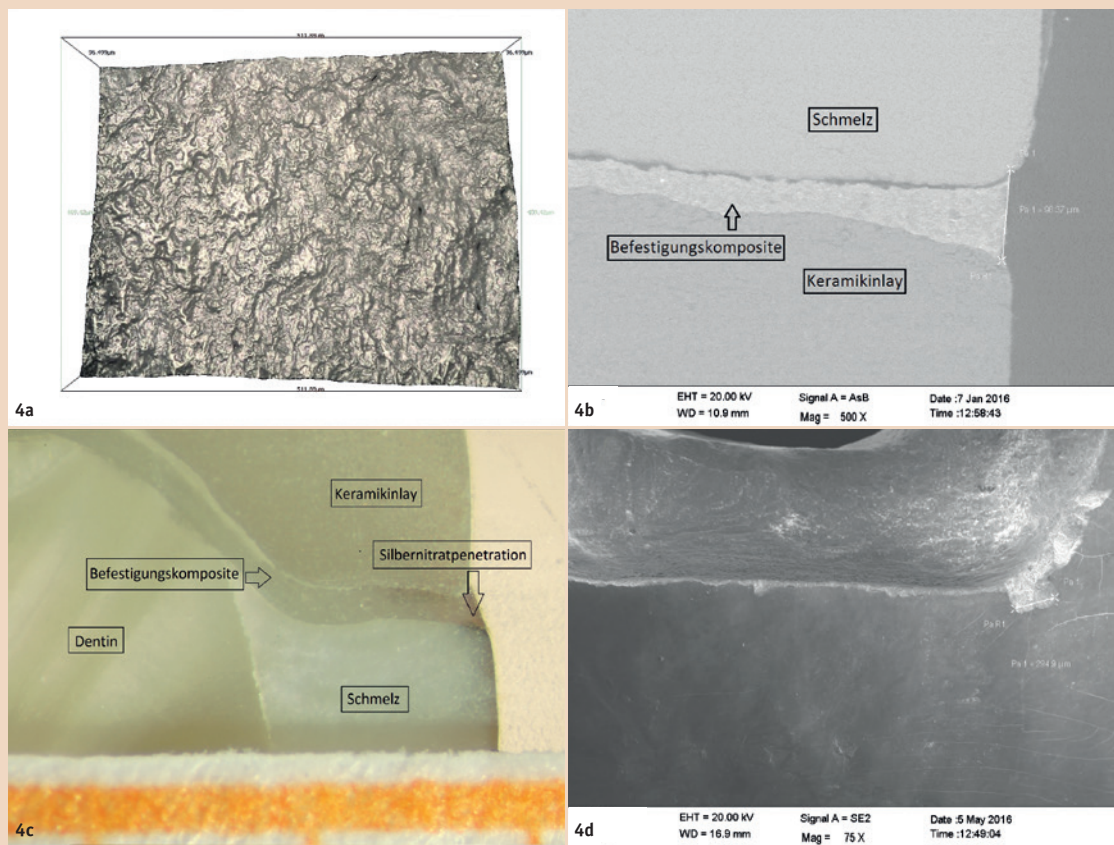 4a
Schmelz
Befestigungskomposite
Keramikinlay
EHT = 20.00 kV
Signal A = AsB
Date :7 Jan 2016
WD = 10.9 mm
Mag = 500 X
Time :12:58:43
4b
Keramikinlay
Silbernitratpenetration
Befestigungskomposite
Dentin
Schmelz
4c
EHT = 20.00 kV
Signal A = SE2
Date :5 May 2016
WD = 16.9 mm
Mag = 75 X
Time :12:49:04
4d